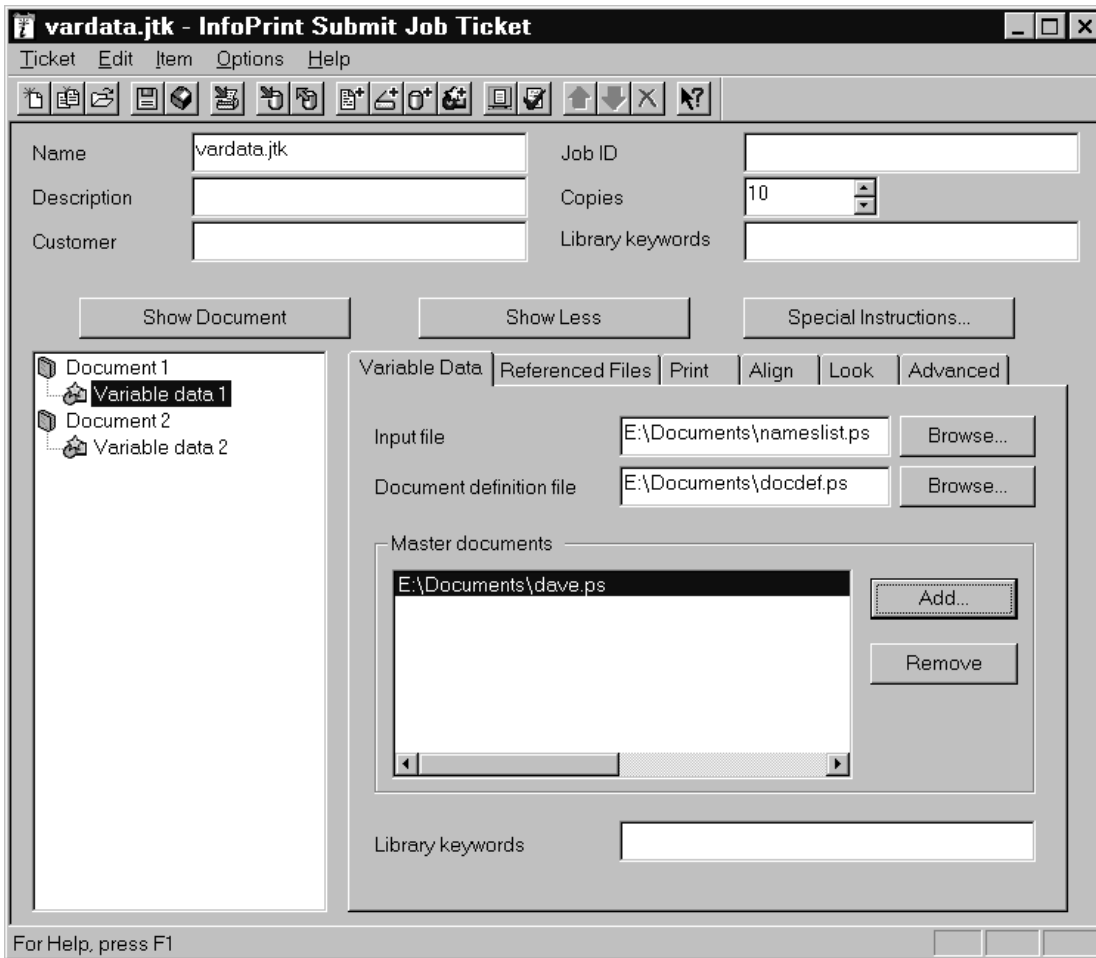 vardata.jtk - InfoPrint Submit Job Ticket
Ticket Edit Item Options Help
Name vardata.jtk Job ID
Description Copies 10
Customer Library keywords
Show Document Show Less Special Instructions...
Document 1
Variable data 1
Document 2
Variable data 2
Variable Data Referenced Files Print Align Look Advanced
Input file E:\Documents\nameslist.ps Browse...
Document definition file E:\Documents\docdef.ps Browse...
Master documents
E:\Documents\dave.ps
Add...
Remove
Library keywords
For Help, press F1